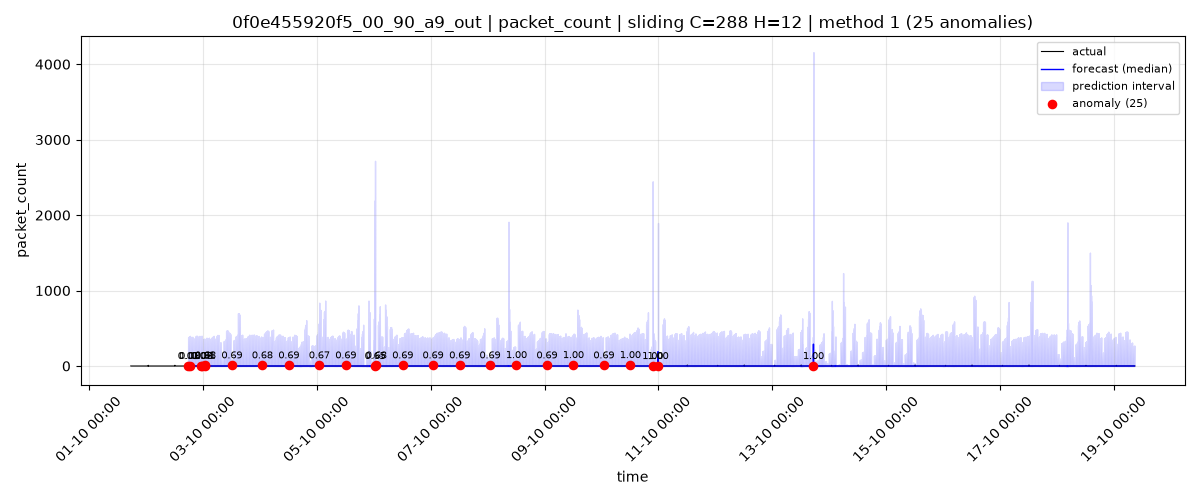 0f0e455920f5_00_90_a9_out | packet_count | sliding C=288 H=12 | method 1 (25 anomalies)
actual
forecast (median)
prediction interval
anomaly (25)
packet_count
4000
3000
2000
1000
0
0.69 0.68 0.69 0.67 0.69 0.69 0.69 0.69 0.69 1.00 0.69 1.00 0.69 1.00 1.00
01-10 00:00
03-10 00:00
05-10 00:00
07-10 00:00
09-10 00:00
11-10 00:00
13-10 00:00
15-10 00:00
17-10 00:00
19-10 00:00
time